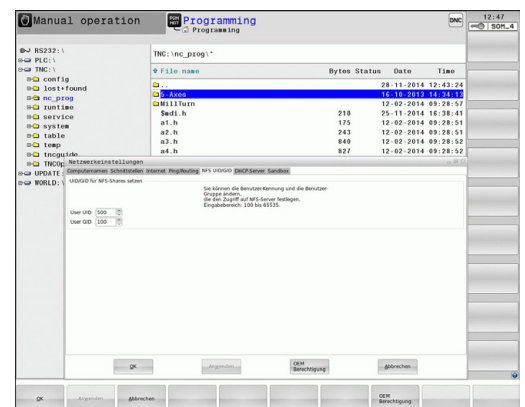 Manual operation
Programming
Programming
DNC
12:47
SOM_4
RS232:\
PLC:\
TNC:\
config
lost+found
nc_prog
runtime
service
system
table
temp
tncguide
UPDATE:
WORLD:\
TNC:\nc_prog\*
File name Bytes Status Date Time
.. 28-11-2014 12:43:24
5-Axes 16-10-2013 14:34:13
MillTurn 12-02-2014 09:28:57
$mdi.h 210 25-11-2014 16:38:41
a1.h 175 12-02-2014 09:28:51
a2.h 243 12-02-2014 09:28:51
a3.h 840 12-02-2014 09:28:52
a4.h 827 12-02-2014 09:28:52
Netzwerkeinstellungen
Computernamen Schnittstellen Internet Ping/Routing NFS UID/GID DHCP-Server Sandbox
UID/GID für NFS-Shares setzen
Sie können die Benutzer-Kennung und die Benutzer-
Gruppe ändern,
die den Zugriff auf NFS-Server festlegen.
Eingabebereich: 100 bis 65535.
User UID 500
User GID 100
OK Anwenden OEM Berechtigung Abbrechen
OK Anwenden Abbrechen OEM Berechtigung